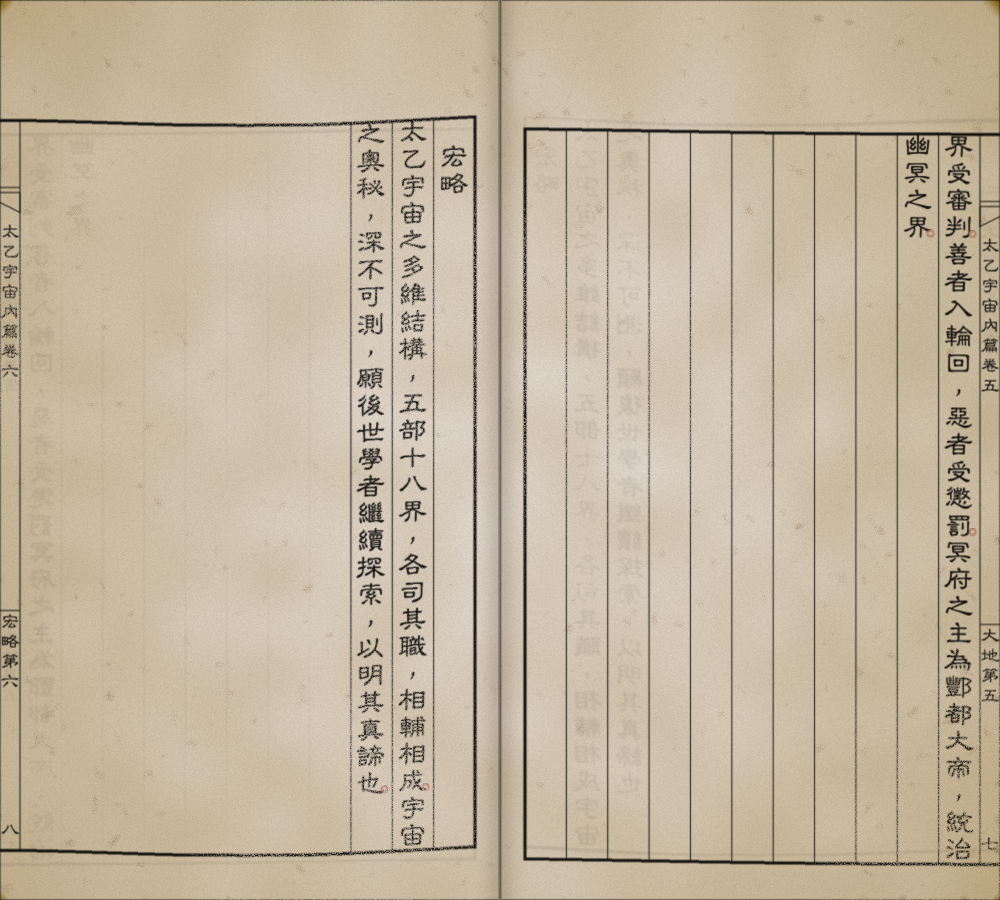 太乙宇宙內篇卷五
大地第五
七
界受審判。善者入輪回，惡者受懲罰。冥府之主為酆都大帝，統治
幽冥之界。
宏略
太乙宇宙之多維結構，五部十八界，各司其職，相輔相成。宇宙
之奧秘，深不可測，願後世學者繼續探索，以明其真諦也。
太乙宇宙內篇卷六
宏略第六
八